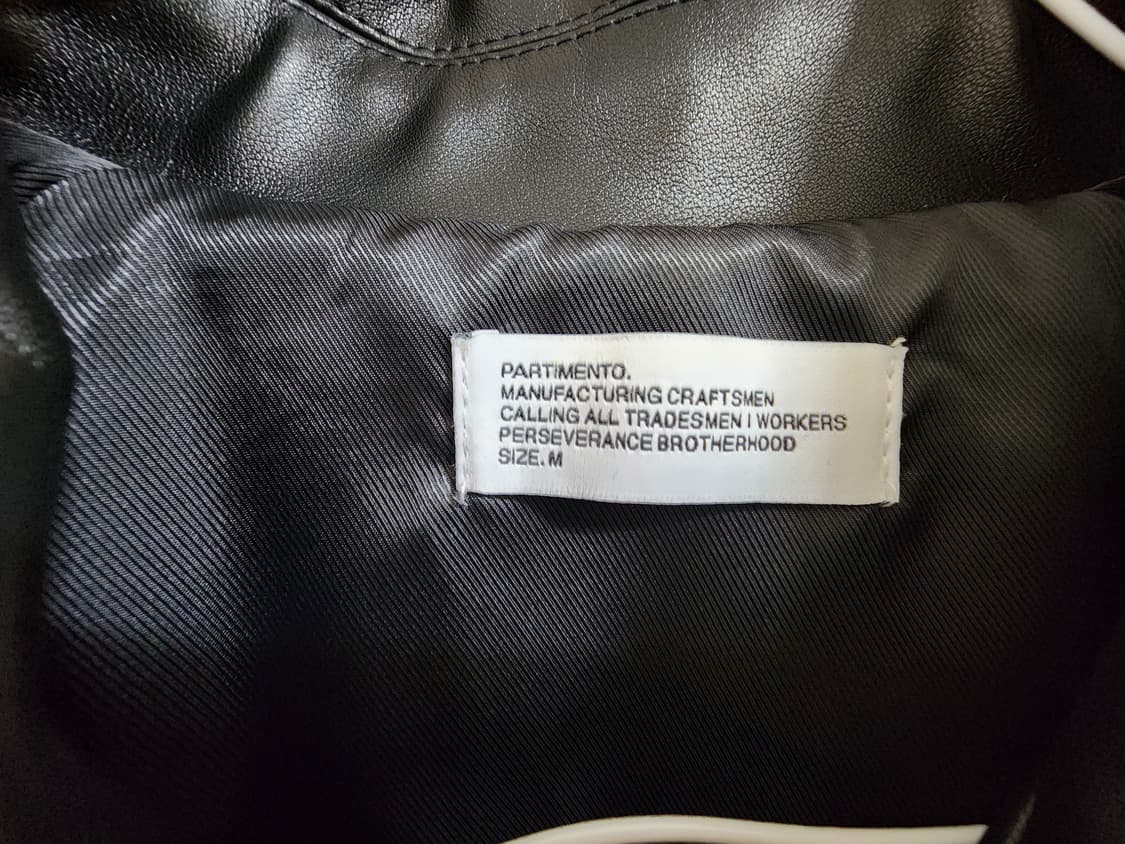 PARTIMENTO.
MANUFACTURING CRAFTSMEN
CALLING ALL TRADESMEN I WORKERS
PERSEVERANCE BROTHERHOOD
SIZE. M